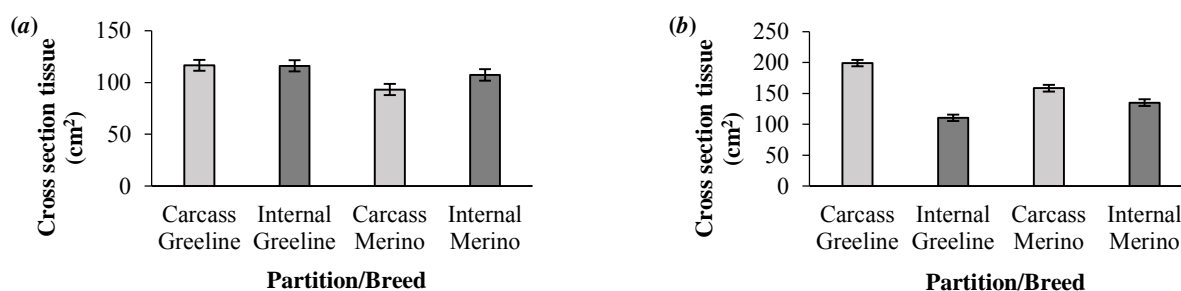 (a)
Cross section tissue
(cm²)
150
100
50
0
Carcass Internal Carcass Internal
Greeline Greeline Merino Merino
Partition/Breed
(b)
Cross section tissue
(cm²)
250
200
150
100
50
0
Carcass Internal Carcass Internal
Greeline Greeline Merino Merino
Partition/Breed